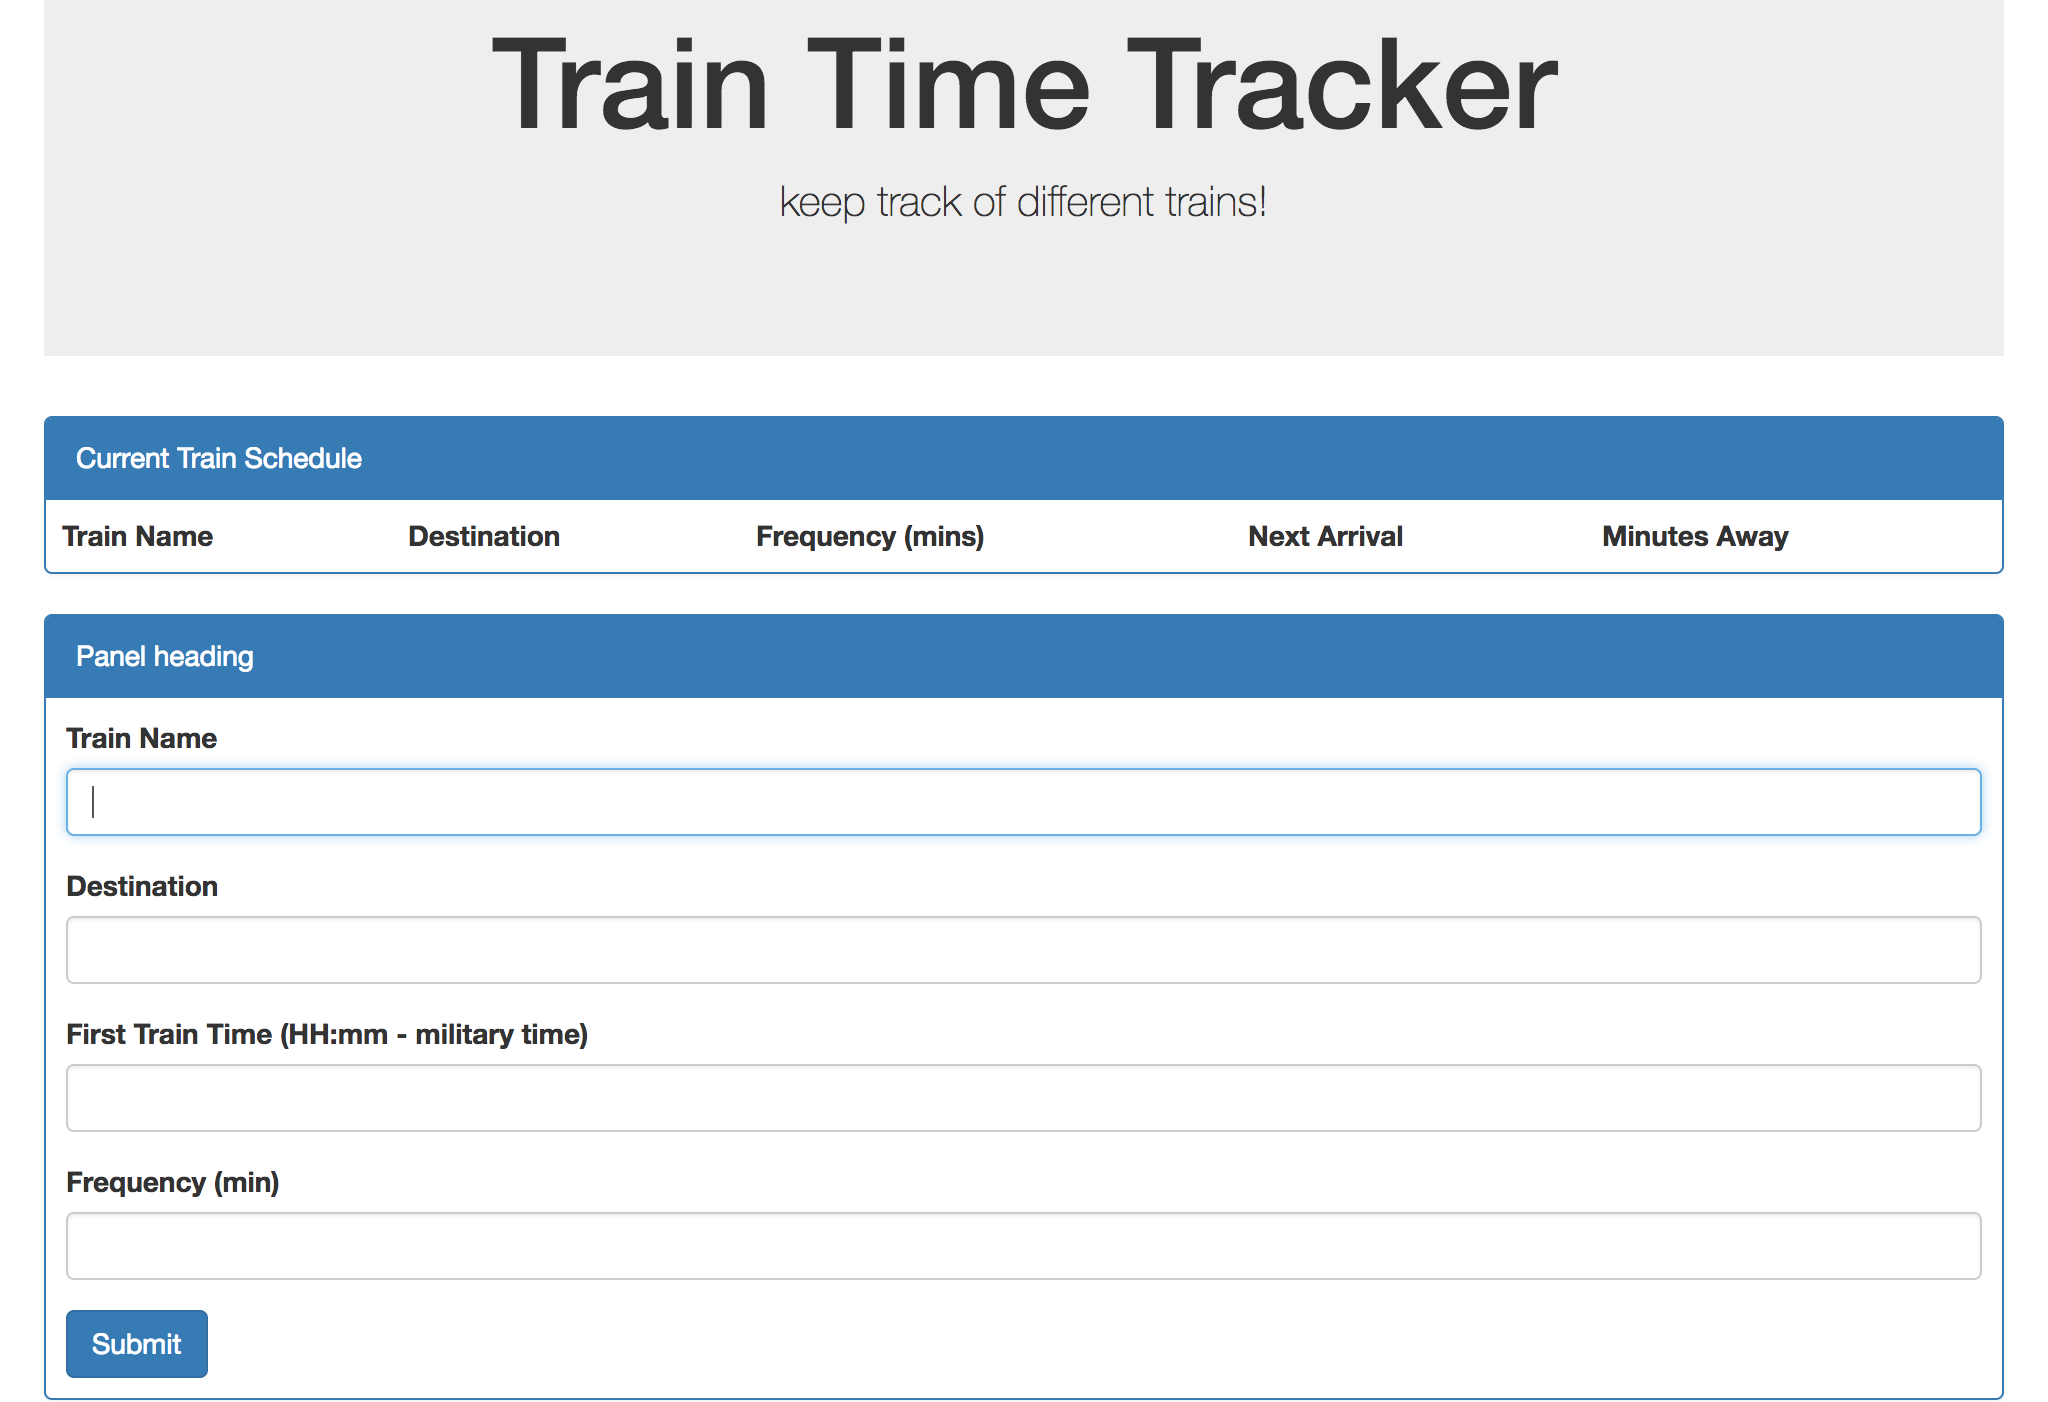 Train Time Tracker
keep track of different trains!
Current Train Schedule
Train Name Destination Frequency (mins) Next Arrival Minutes Away
Panel heading
Train Name
Destination
First Train Time (HH:mm - military time)
Frequency (min)
Submit